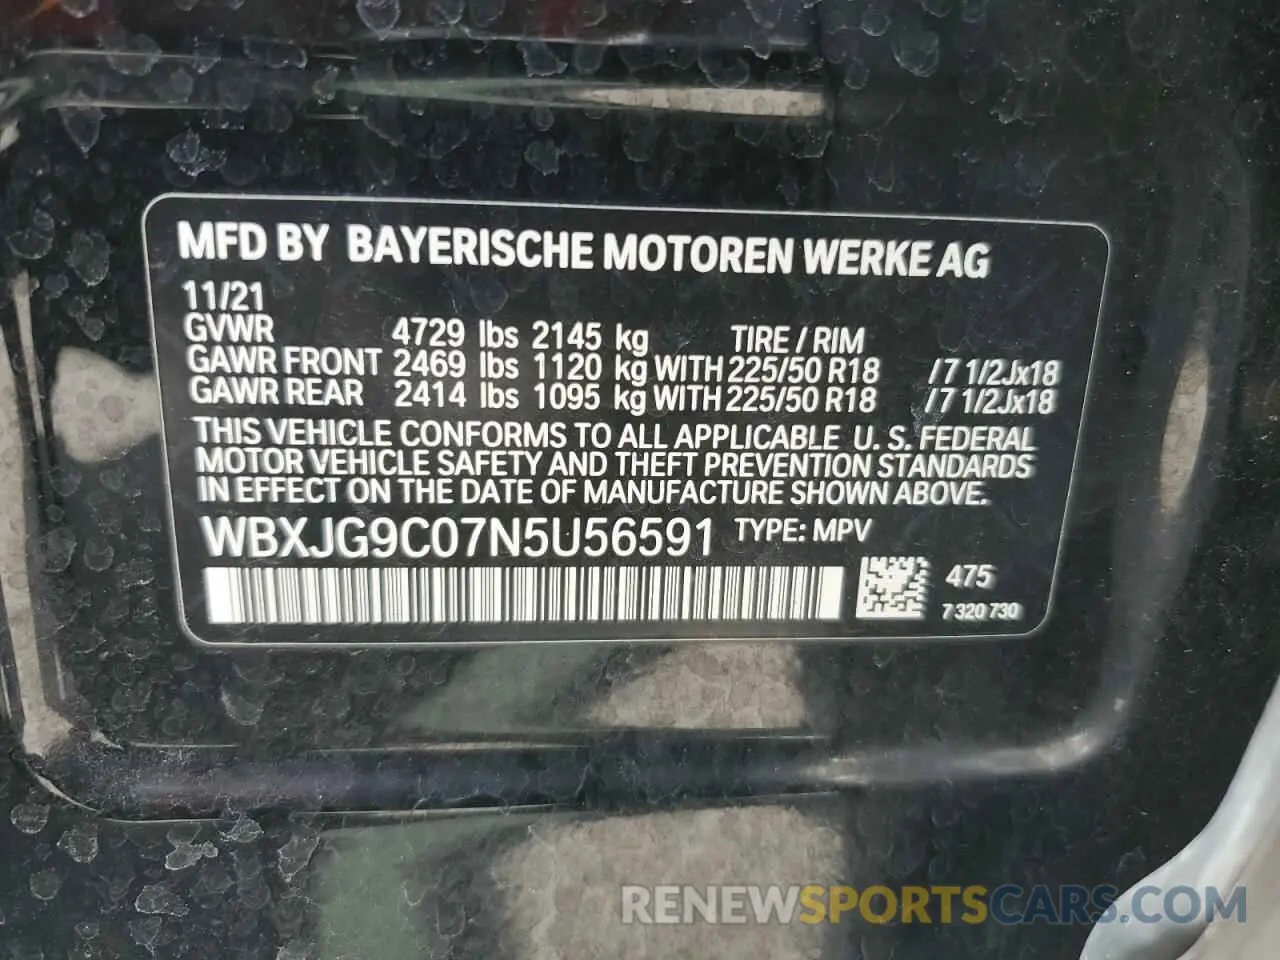 MFD BY BAYERISCHE MOTOREN WERKE AG
11/21
GVWR 4729 lbs 2145 kg TIRE / RIM
GAWR FRONT 2469 lbs 1120 kg WITH 225/50 R18 / 7 1/2Jx18
GAWR REAR 2414 lbs 1095 kg WITH 225/50 R18 / 7 1/2Jx18
THIS VEHICLE CONFORMS TO ALL APPLICABLE U. S. FEDERAL
MOTOR VEHICLE SAFETY AND THEFT PREVENTION STANDARDS
IN EFFECT ON THE DATE OF MANUFACTURE SHOWN ABOVE.
WBXJG9C07N5U56591 TYPE: MPV
475
7 320 730
RENEWSPORTSCARS.COM